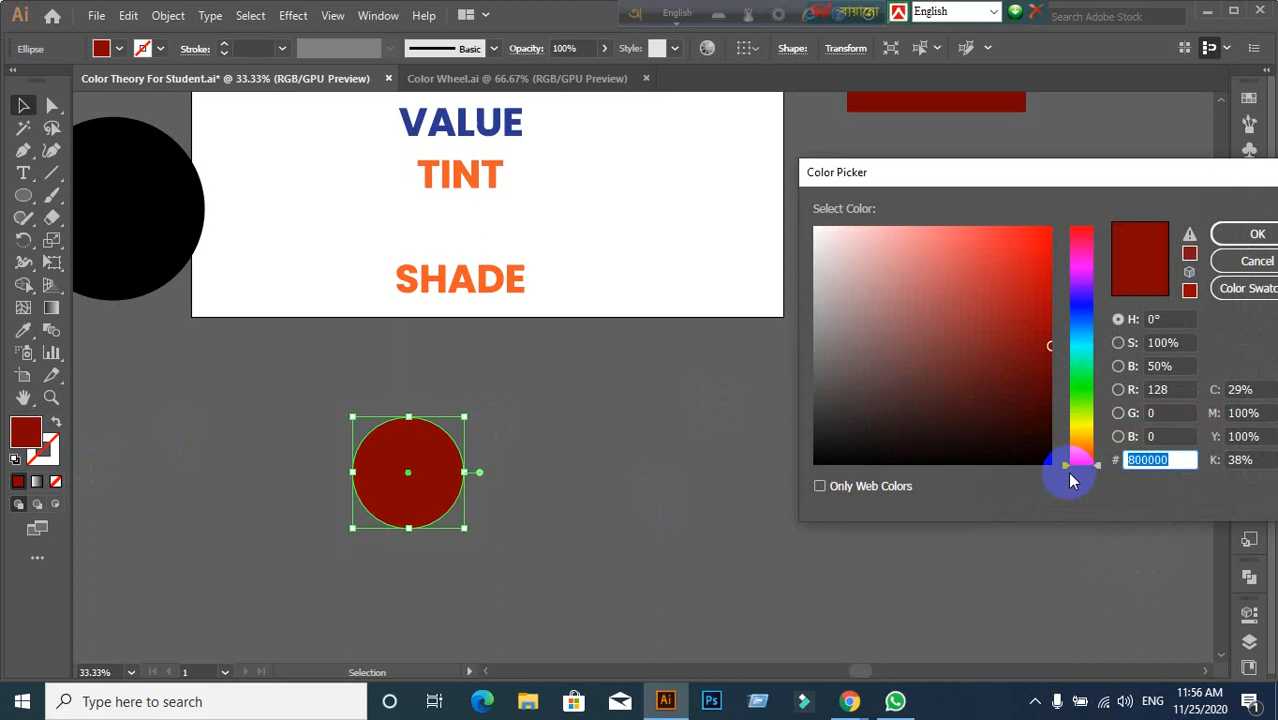 Ai File Edit Object Type Select Effect View Window Help English English Search Adobe Stock
Ellipse Stroke: Basic Opacity: 100% Style: Shape: Transform
Color Theory For Student.ai* @ 33.33% (RGB/GPU Preview) × Color Wheel.ai @ 66.67% (RGB/GPU Preview) ×
VALUE
TINT
SHADE
Color Picker
Select Color:
OK
Cancel
Color Swatc
H: 0°
S: 100%
B: 50%
R: 128 C: 29%
G: 0 M: 100%
B: 0 Y: 100%
# 800000 K: 38%
Only Web Colors
33.33% 1 Selection
Type here to search Ai Ps ENG 11:56 AM
11/25/2020